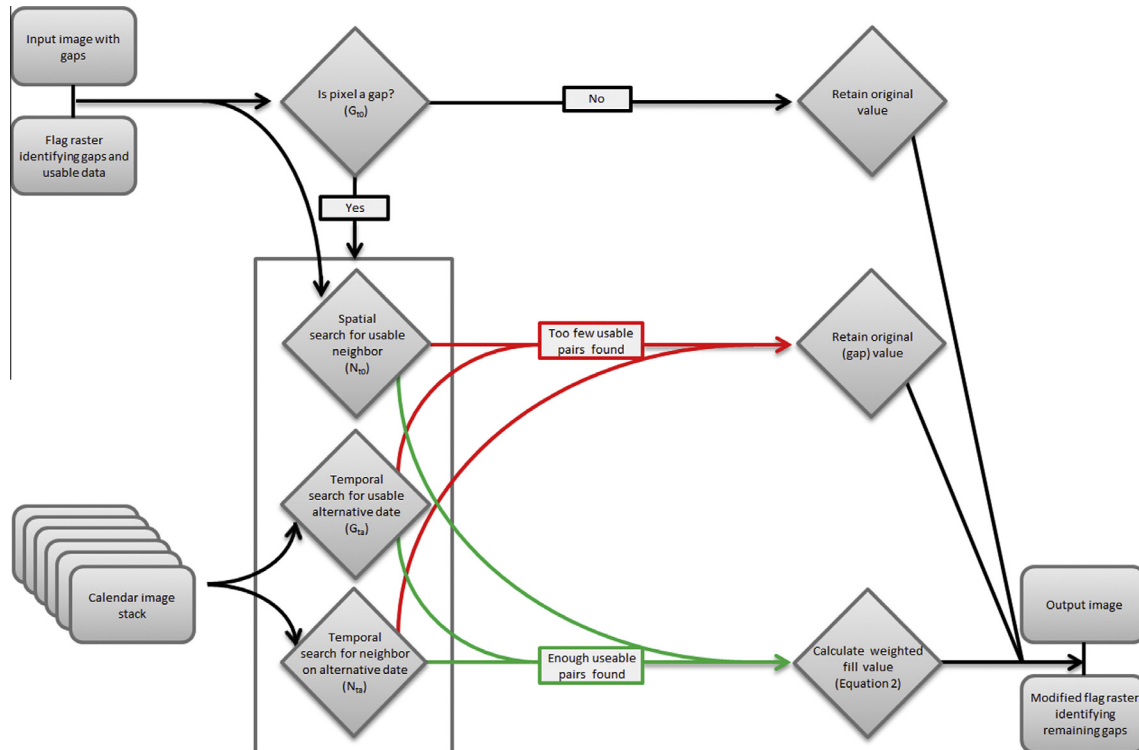 Input image with
gaps
Flag raster
identifying gaps and
usable data
Is pixel a gap?
(Gt0)
No
Retain original
value
Yes
Spatial
search for usable
neighbor
(Nt0)
Too few usable
pairs found
Retain original
(gap) value
Temporal
search for usable
alternative date
(Gta)
Calendar image
stack
Temporal
search for neighbor
on alternative date
(Nta)
Enough useable
pairs found
Calculate weighted
fill value
(Equation 2)
Output image
Modified flag raster
identifying
remaining gaps